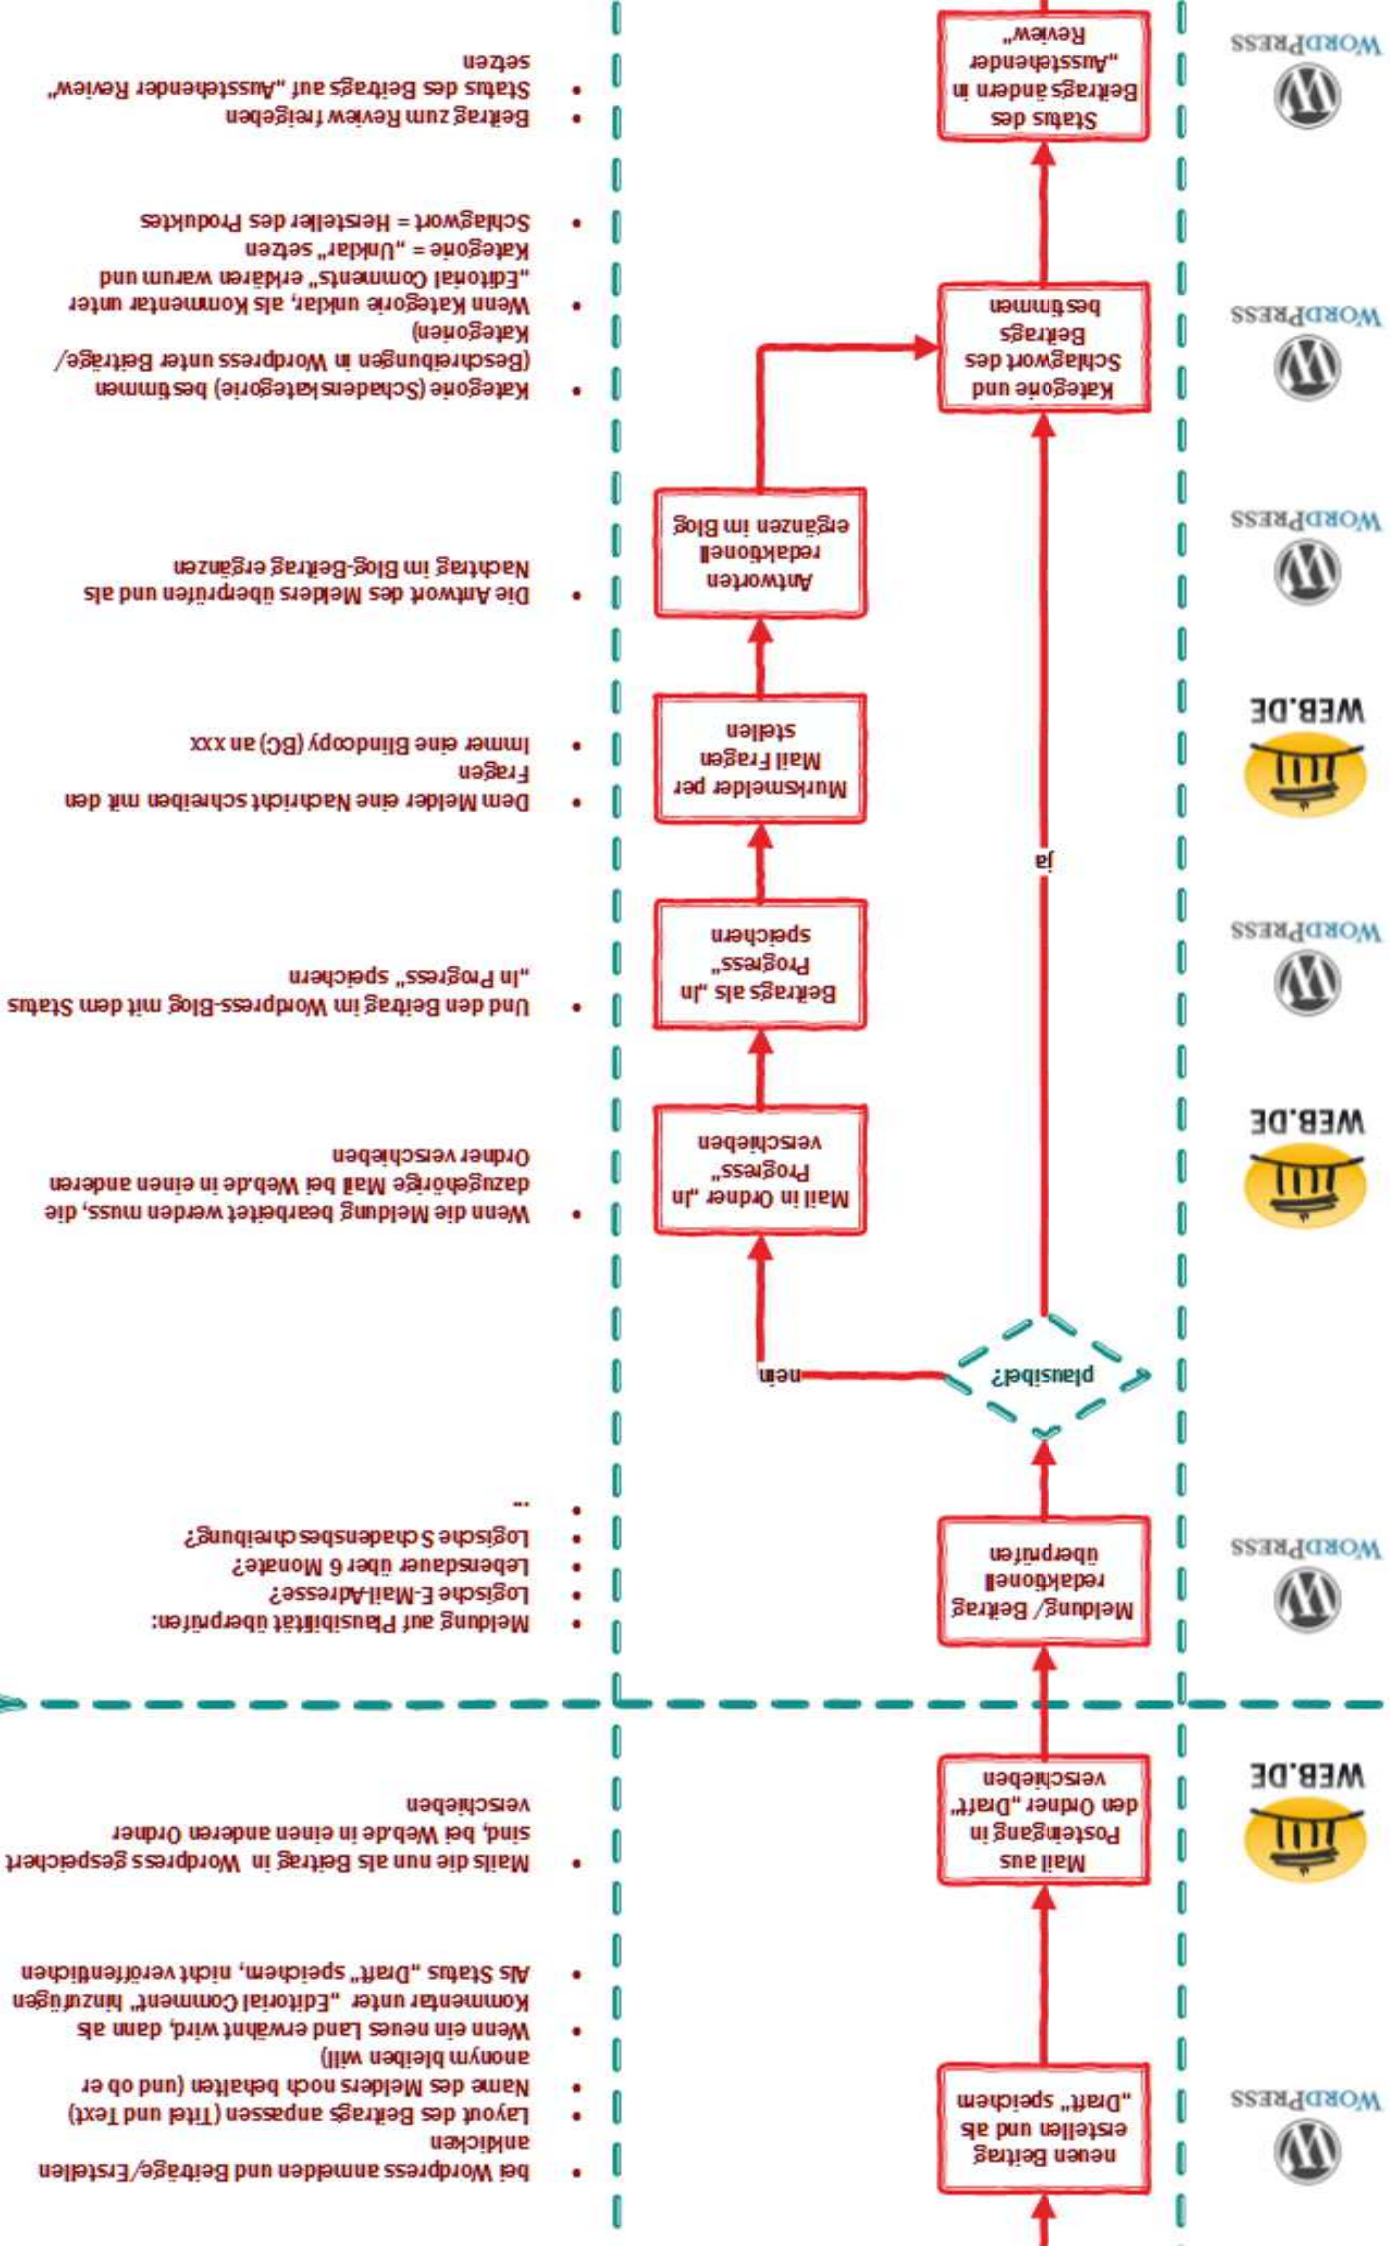 WORDPRESS
neuen Beitrag
erstellen und als
„Draft“ speichern
• bei Wordpress anmelden und Beiträge/Erstellen
anklicken
• Layout des Beitrags anpassen (Titel und Text)
• Name des Melders noch behalten (und ob er
anonym bleiben will)
• Wenn ein neues Land erwähnt wird, dann als
Kommentar unter „Editorial Comment“ hinzufügen
• Als Status „Draft“ speichern, nicht veröffentlichen
WEB.DE
Mail aus
Posteingang in
den Ordner „Draft“
verschieben
• Mails die nun als Beitrag in Wordpress gespeichert
sind, bei Web.de in einen anderen Ordner
verschieben
WORDPRESS
Meldung/ Beitrag
redaktionell
überprüfen
• Meldung auf Plausibilität überprüfen:
• Logische E-Mail-Adresse?
• Lebensdauer über 6 Monate?
• Logische Schadensbeschreibung?
• ...
plausibel?
nein
WEB.DE
Mail in Ordner „In
Progress“
verschieben
• Wenn die Meldung bearbeitet werden muss, die
dazugehörige Mail bei Web.de in einen anderen
Ordner verschieben
WORDPRESS
Beitrags als „In
Progress“
speichern
• Und den Beitrag im Wordpress-Blog mit dem Status
„In Progress“ speichern
ja
WEB.DE
Murksmelder per
Mail Fragen
stellen
• Dem Melder eine Nachricht schreiben mit den
Fragen
• Immer eine Blindcopy (BC) an xxx
WORDPRESS
Antworten
redaktionell
ergänzen im Blog
• Die Antwort des Melders überprüfen und als
Nachtrag im Blog-Beitrag ergänzen
WORDPRESS
Kategorie und
Schlagwort des
Beitrags
bestimmen
• Kategorie (Schadenskategorie) bestimmen
(Beschreibungen in Wordpress unter Beiträge/
Kategorien)
• Wenn Kategorie unklar, als Kommentar unter
„Editorial Comments“ erklären warum und
Kategorie = „Unklar“ setzen
• Schlagwort = Hersteller des Produktes
WORDPRESS
Status des
Beitrags ändern in
„Ausstehender
Review“
• Beitrag zum Review freigeben
• Status des Beitrags auf „Ausstehender Review“
setzen